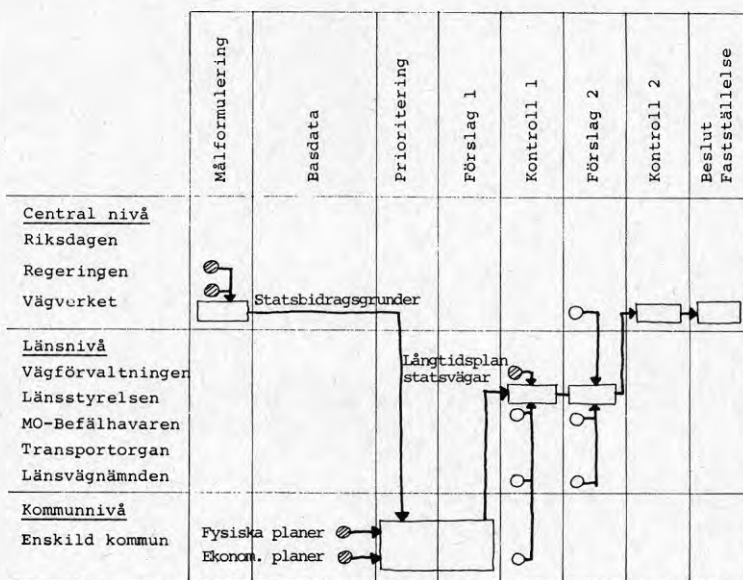 Målformulering
Basdata
Prioritering
Förslag 1
Kontroll 1
Förslag 2
Kontroll 2
Beslut
Fastställelse
Central nivå
Riksdagen
Regeringen
Vägverket
Statsbidragsgrunder
Länsnivå
Vägförvaltningen
Långtidsplan
statsvägar
Länsstyrelsen
MO-Befälhavaren
Transportorgan
Länsvägnämnden
Kommunnivå
Enskild kommun
Fysiska planer
Ekonom. planer